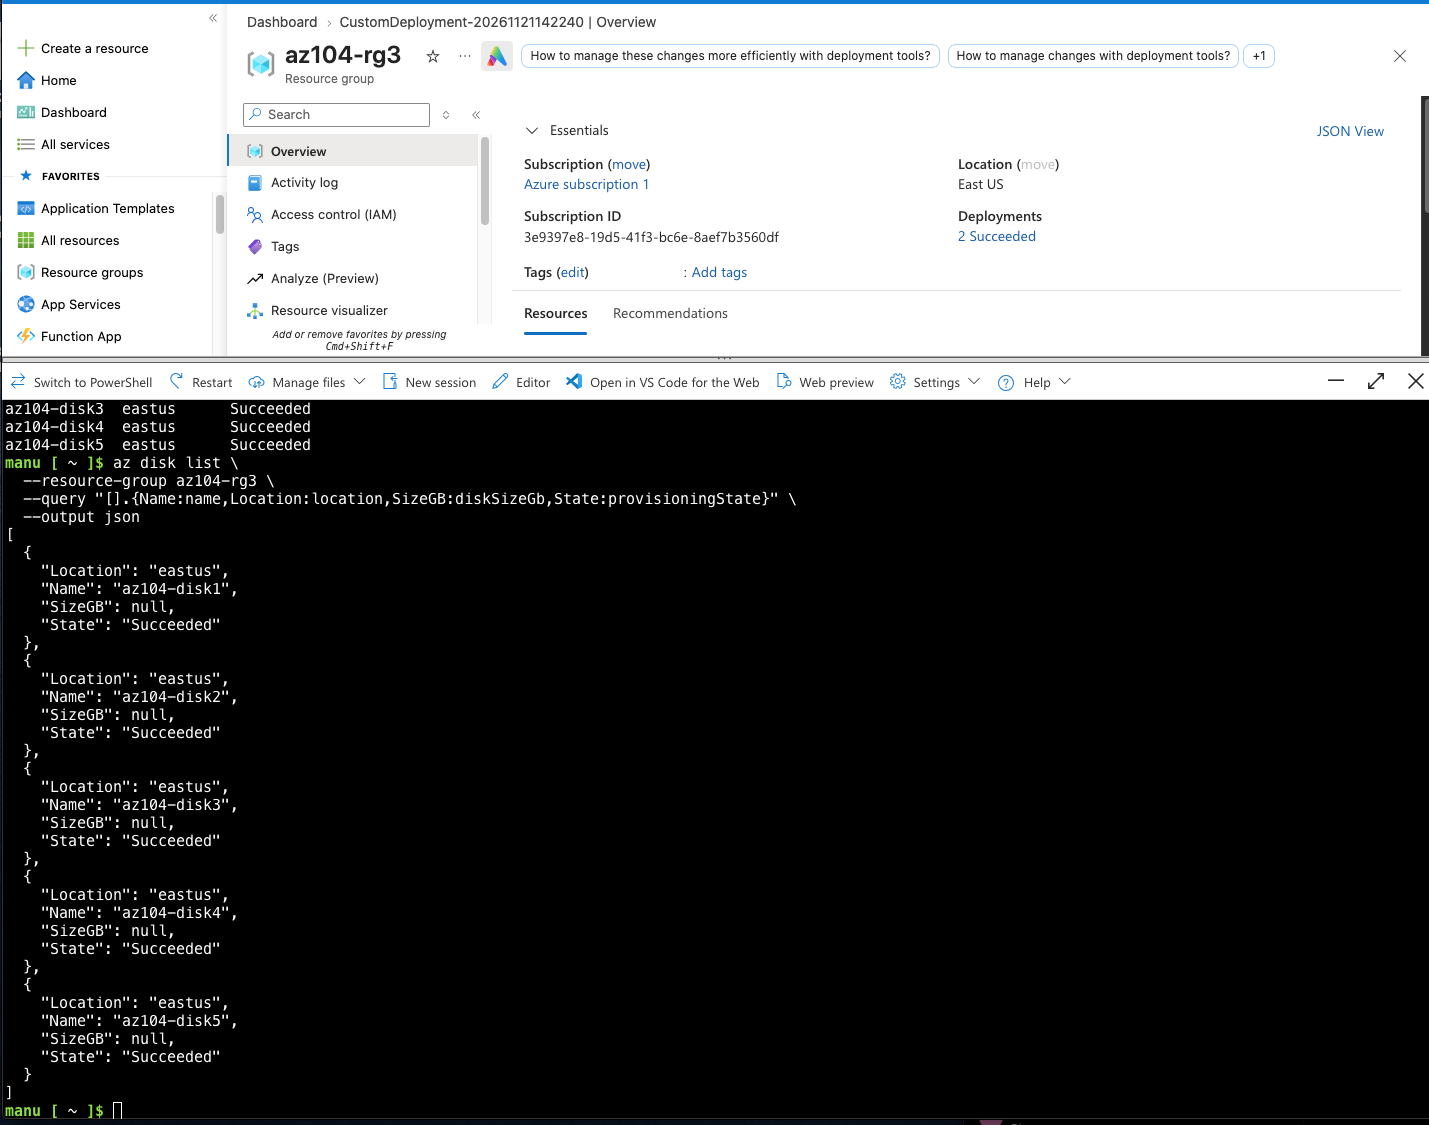 Dashboard › CustomDeployment-20261121142240 | Overview
az104-rg3
Resource group
How to manage these changes more efficiently with deployment tools?
How to manage changes with deployment tools?
+1
Create a resource
Home
Dashboard
All services
FAVORITES
Application Templates
All resources
Resource groups
App Services
Function App
Search
Overview
Activity log
Access control (IAM)
Tags
Analyze (Preview)
Resource visualizer
Add or remove favorites by pressing
Cmd+Shift+F
Essentials
JSON View
Subscription (move)
Azure subscription 1
Subscription ID
3e9397e8-19d5-41f3-bc6e-8aef7b3560df
Tags (edit) : Add tags
Location (move)
East US
Deployments
2 Succeeded
Resources Recommendations
Switch to PowerShell Restart Manage files New session Editor Open in VS Code for the Web Web preview Settings Help
az104-disk3  eastus      Succeeded
az104-disk4  eastus      Succeeded
az104-disk5  eastus      Succeeded
manu [ ~ ]$ az disk list \
  --resource-group az104-rg3 \
  --query "[].{Name:name,Location:location,SizeGB:diskSizeGb,State:provisioningState}" \
  --output json
[
  {
    "Location": "eastus",
    "Name": "az104-disk1",
    "SizeGB": null,
    "State": "Succeeded"
  },
  {
    "Location": "eastus",
    "Name": "az104-disk2",
    "SizeGB": null,
    "State": "Succeeded"
  },
  {
    "Location": "eastus",
    "Name": "az104-disk3",
    "SizeGB": null,
    "State": "Succeeded"
  },
  {
    "Location": "eastus",
    "Name": "az104-disk4",
    "SizeGB": null,
    "State": "Succeeded"
  },
  {
    "Location": "eastus",
    "Name": "az104-disk5",
    "SizeGB": null,
    "State": "Succeeded"
  }
]
manu [ ~ ]$